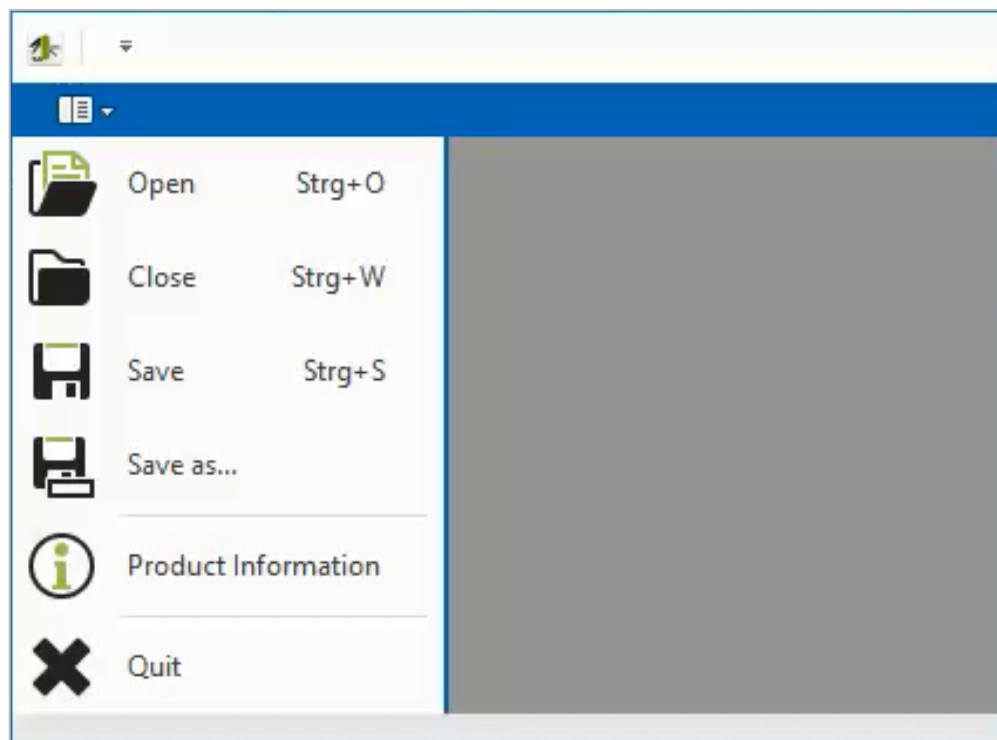 Open Strg+O
Close Strg+W
Save Strg+S
Save as...
Product Information
Quit